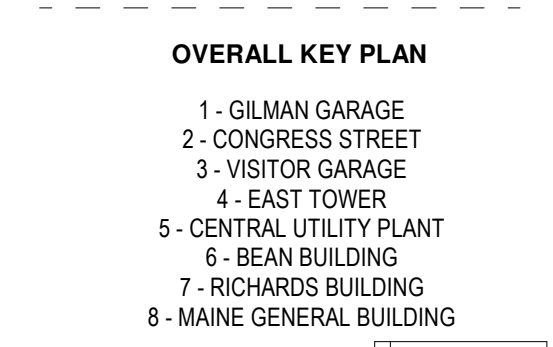 OVERALL KEY PLAN
1 - GILMAN GARAGE
2 - CONGRESS STREET
3 - VISITOR GARAGE
4 - EAST TOWER
5 - CENTRAL UTILITY PLANT
6 - BEAN BUILDING
7 - RICHARDS BUILDING
8 - MAINE GENERAL BUILDING